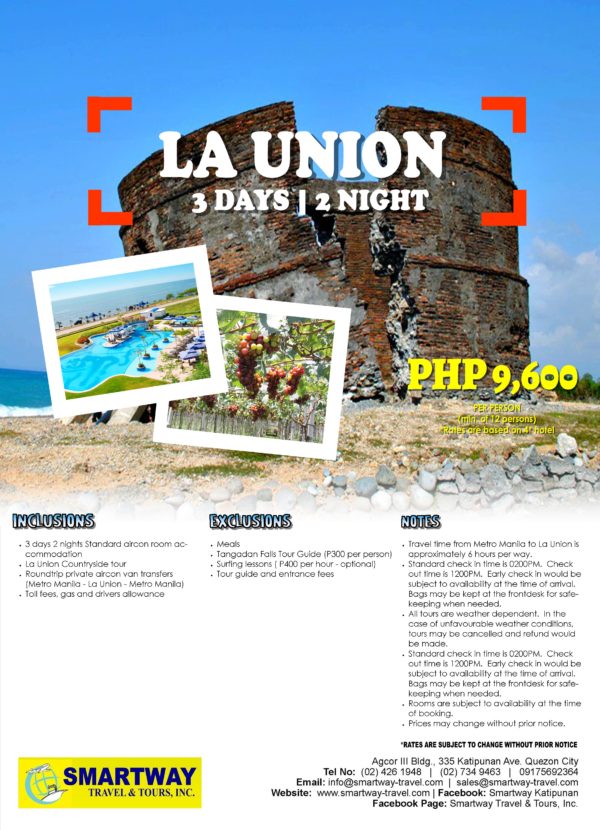 LA UNION
3 DAYS | 2 NIGHT
PHP 9,600
PER PERSON
(min. of 12 persons)
*Rates are based on 4* hotel
INCLUSIONS
• 3 days 2 nights Standard aircon room ac-
commodation
• La Union Countryside tour
• Roundtrip private aircon van transfers
(Metro Manila - La Union - Metro Manila)
• Toll fees, gas and drivers allowance
EXCLUSIONS
• Meals
• Tangadan Falls Tour Guide (P300 per person)
• Surfing lessons ( P400 per hour - optional)
• Tour guide and entrance fees
NOTES
• Travel time from Metro Manila to La Union is
approximately 6 hours per way.
• Standard check in time is 0200PM. Check
out time is 1200PM. Early check in would be
subject to availability at the time of arrival.
Bags may be kept at the frontdesk for safe-
keeping when needed.
• All tours are weather dependent. In the
case of unfavourable weather conditions,
tours may be cancelled and refund would
be made.
• Standard check in time is 0200PM. Check
out time is 1200PM. Early check in would be
subject to availability at the time of arrival.
Bags may be kept at the frontdesk for safe-
keeping when needed.
• Rooms are subject to availability at the time
of booking.
• Prices may change without prior notice.
*RATES ARE SUBJECT TO CHANGE WITHOUT PRIOR NOTICE
SMARTWAY
TRAVEL & TOURS, INC.
Agcor III Bldg., 335 Katipunan Ave. Quezon City
Tel No: (02) 426 1948 | (02) 734 9463 | 09175692364
Email: info@smartway-travel.com | sales@smartway-travel.com
Website: www.smartway-travel.com | Facebook: Smartway Katipunan
Facebook Page: Smartway Travel & Tours, Inc.